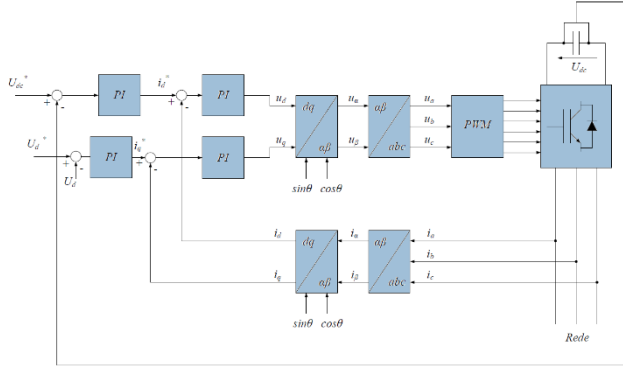 U_dc
U_dc* PI i_d* PI u_d dq u_α αβ u_a
+ - + -
u_b PWM
U_d* PI i_q* PI u_q αβ u_β abc u_c
+ - + -
U_d
sinθ cosθ
i_d dq i_α αβ i_a
i_b
i_q αβ i_β abc i_c
sinθ cosθ
Rede